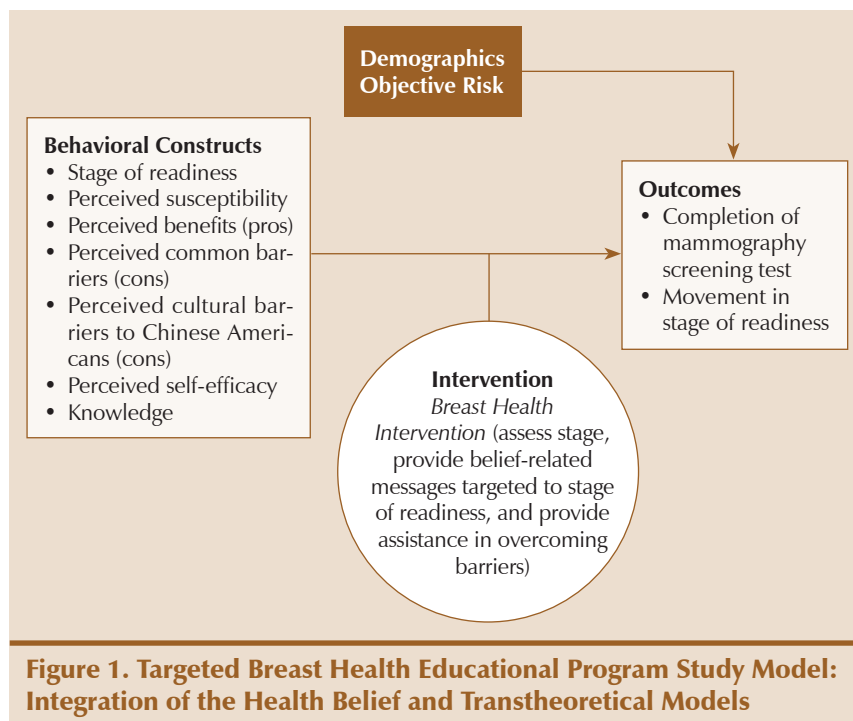 Demographics
Objective Risk
Behavioral Constructs
• Stage of readiness
• Perceived susceptibility
• Perceived benefits (pros)
• Perceived common bar-
riers (cons)
• Perceived cultural bar-
riers to Chinese Ameri-
cans (cons)
• Perceived self-efficacy
• Knowledge
Outcomes
• Completion of
mammography
screening test
• Movement in
stage of readiness
Intervention
Breast Health
Intervention (assess stage,
provide belief-related
messages targeted to stage
of readiness, and provide
assistance in overcoming
barriers)
Figure 1. Targeted Breast Health Educational Program Study Model:
Integration of the Health Belief and Transtheoretical Models